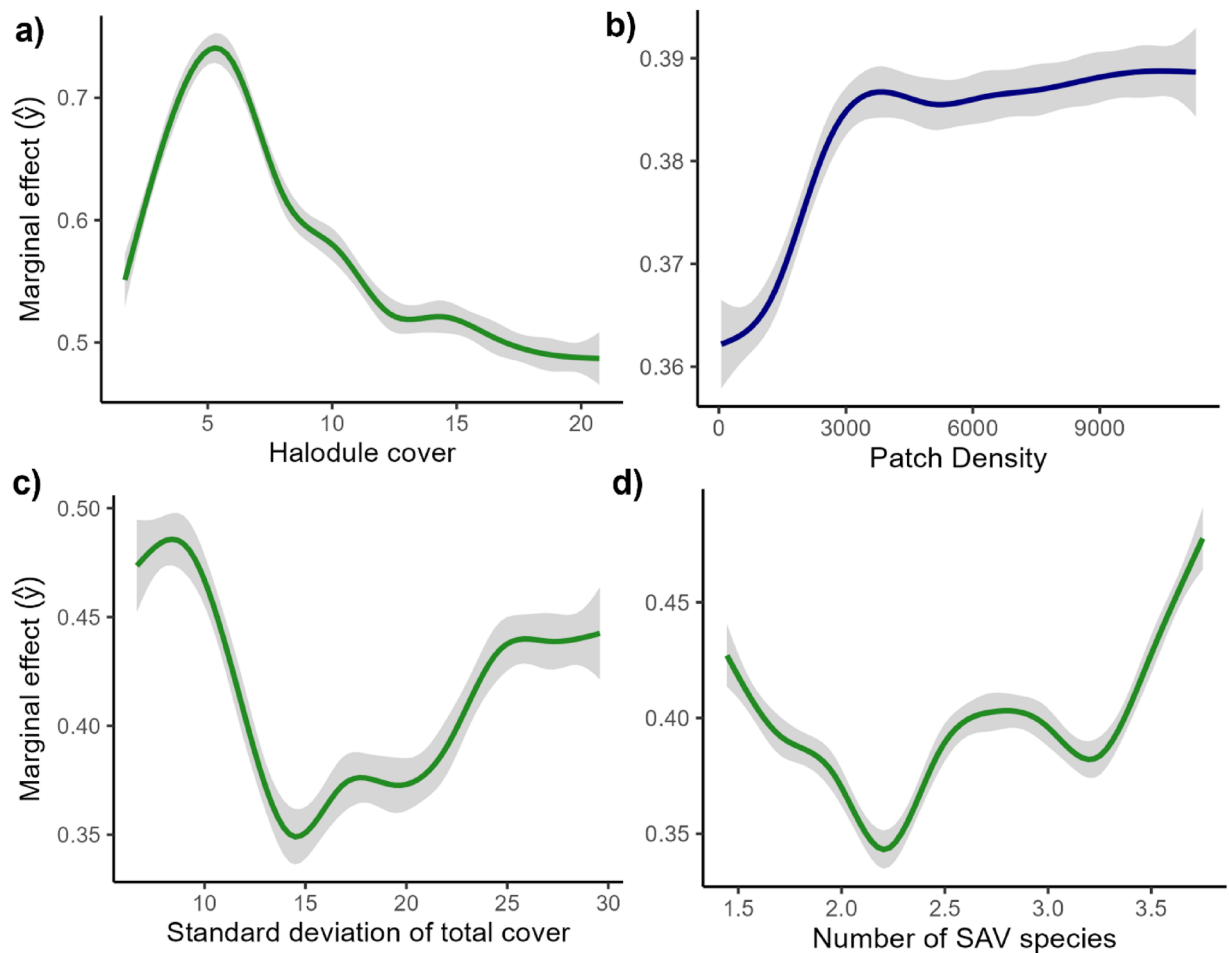 a)
Marginal effect (ŷ)
0.7
0.6
0.5
5 10 15 20
Halodule cover
b)
0.39
0.38
0.37
0.36
0 3000 6000 9000
Patch Density
c)
Marginal effect (ŷ)
0.50
0.45
0.40
0.35
10 15 20 25 30
Standard deviation of total cover
d)
0.45
0.40
0.35
1.5 2.0 2.5 3.0 3.5
Number of SAV species